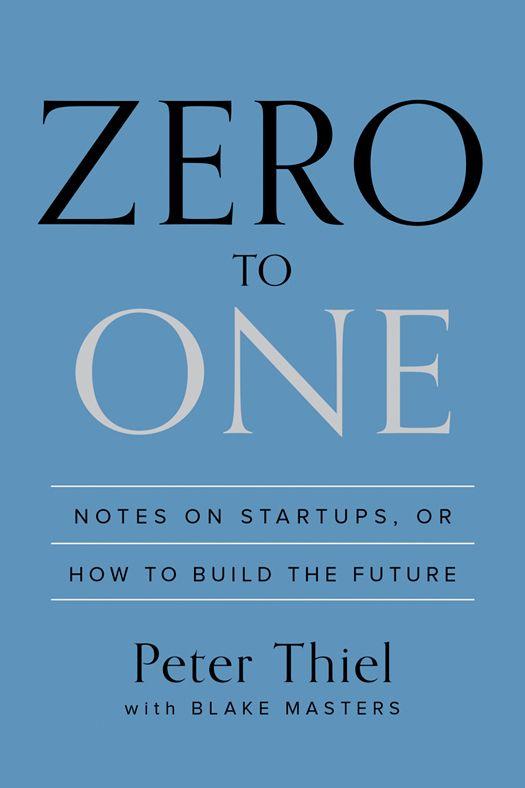 ZERO
TO
ONE
NOTES ON STARTUPS, OR
HOW TO BUILD THE FUTURE
Peter Thiel
with BLAKE MASTERS